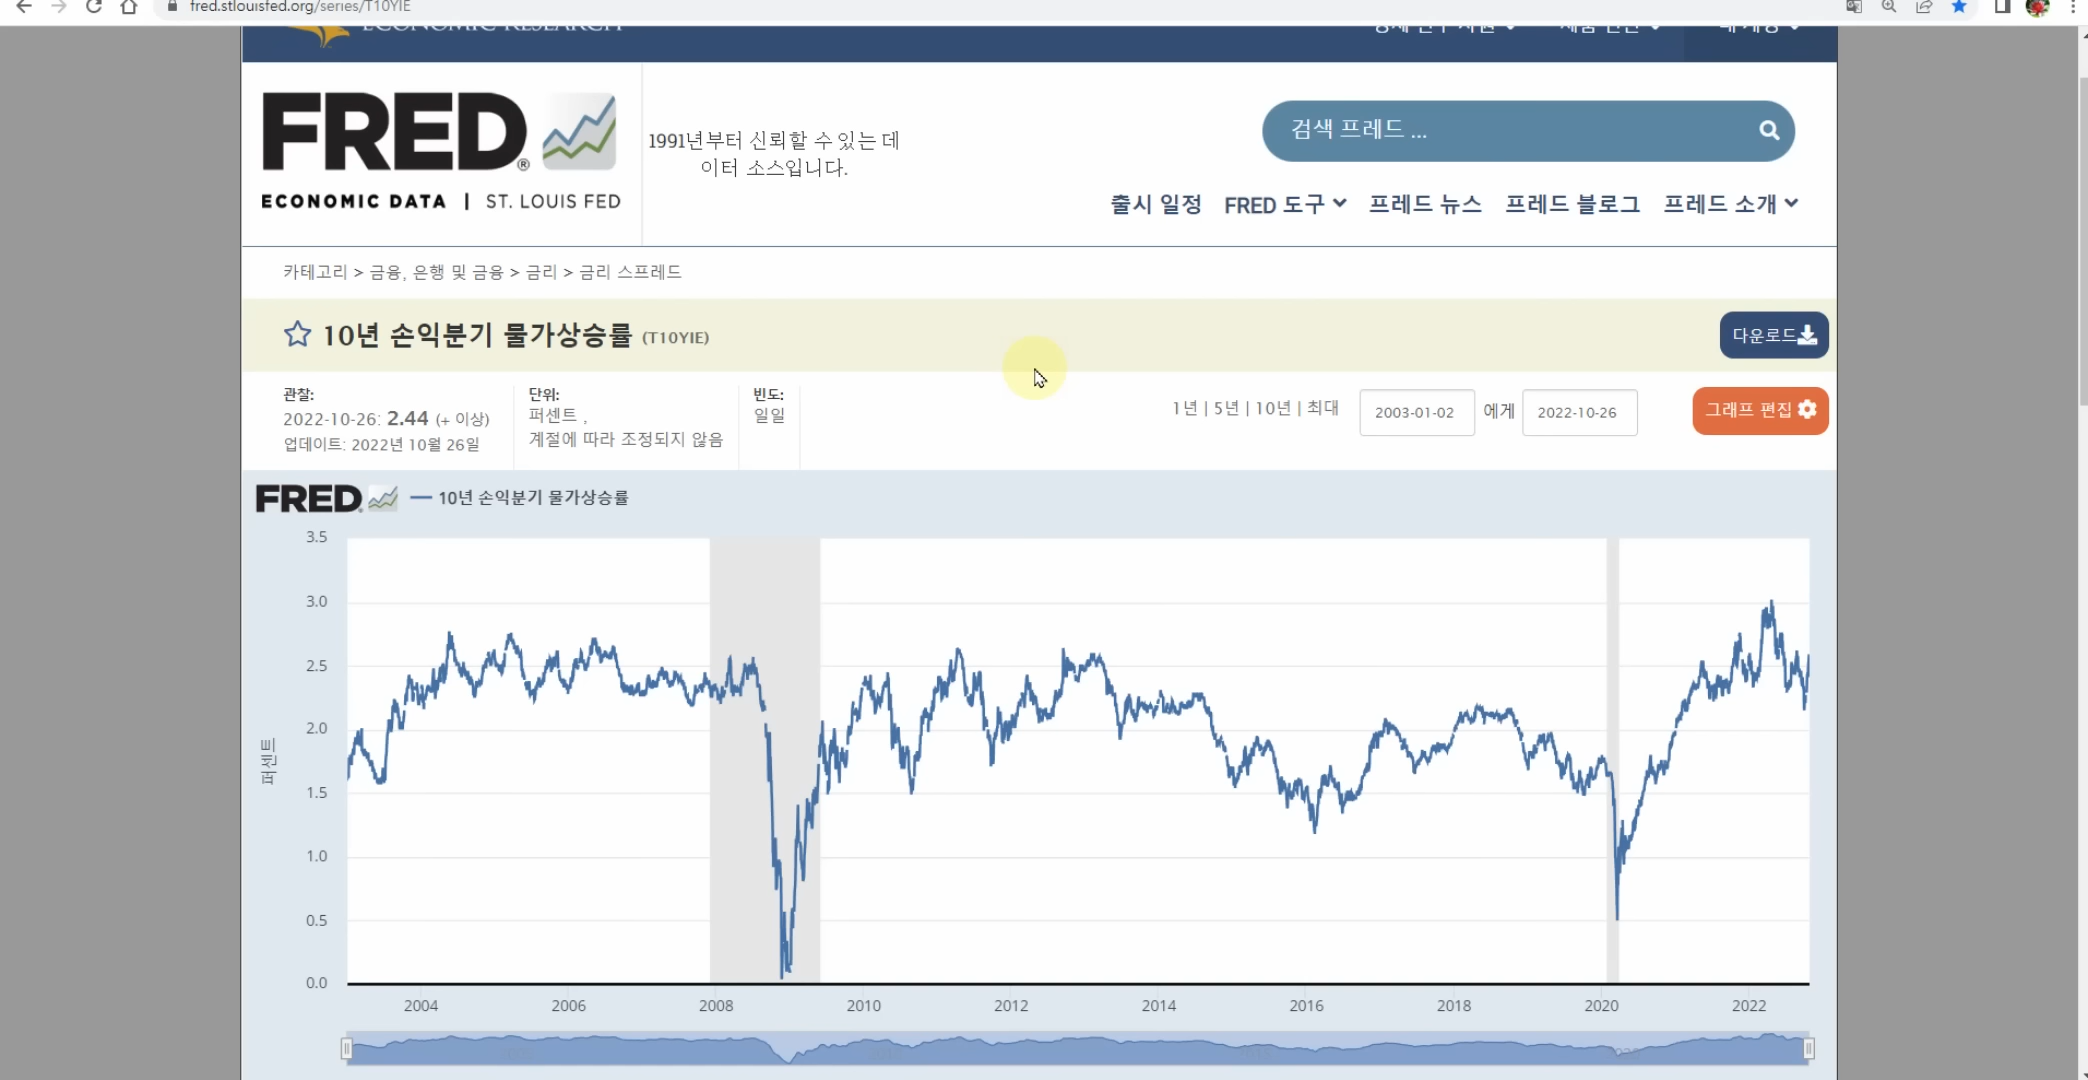 fred.stlouisfed.org/series/T10YIE
ECONOMIC RESEARCH
FRED®
ECONOMIC DATA | ST. LOUIS FED
1991년부터 신뢰할 수 있는 데
이터 소스입니다.
검색 프레드 ...
출시 일정 FRED 도구 프레드 뉴스 프레드 블로그 프레드 소개
카테고리 > 금융, 은행 및 금융 > 금리 > 금리 스프레드
10년 손익분기 물가상승률 (T10YIE)
다운로드
관찰:
2022-10-26: 2.44 (+ 이상)
업데이트: 2022년 10월 26일
단위:
퍼센트 ,
계절에 따라 조정되지 않음
빈도:
일일
1년 | 5년 | 10년 | 최대
2003-01-02 에게 2022-10-26
그래프 편집
FRED 10년 손익분기 물가상승률
퍼센트
3.5
3.0
2.5
2.0
1.5
1.0
0.5
0.0
2004 2006 2008 2010 2012 2014 2016 2018 2020 2022